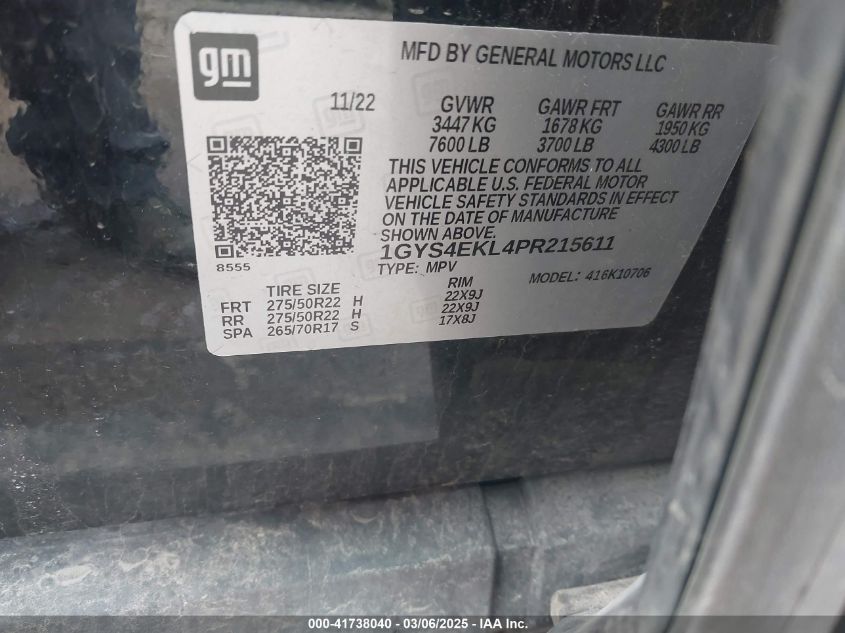 gm
MFD BY GENERAL MOTORS LLC
11/22 GVWR GAWR FRT GAWR RR
3447 KG 1678 KG 1950 KG
7600 LB 3700 LB 4300 LB
THIS VEHICLE CONFORMS TO ALL
APPLICABLE U.S. FEDERAL MOTOR
VEHICLE SAFETY STANDARDS IN EFFECT
ON THE DATE OF MANUFACTURE
SHOWN ABOVE.
1GYS4EKL4PR215611
8555
TYPE: MPV MODEL: 416K10706
TIRE SIZE RIM
FRT 275/50R22 H 22X9J
RR 275/50R22 H 22X9J
SPA 265/70R17 S 17X8J
000-41738040 — 03/06/2025 — IAA Inc.